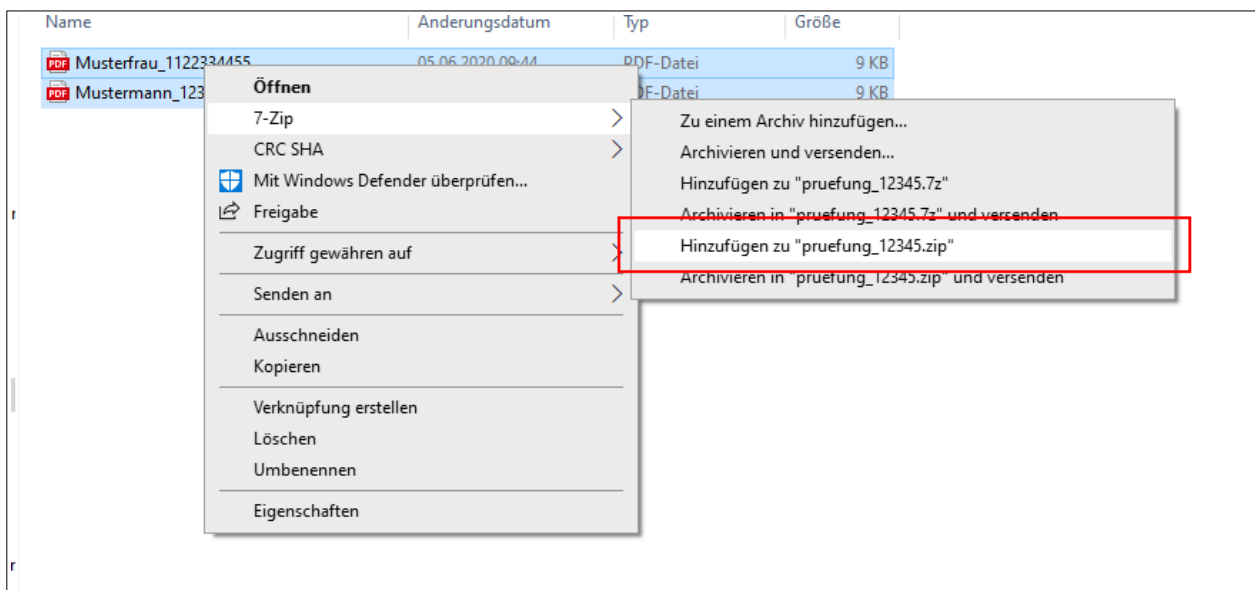 Name Änderungsdatum Typ Größe
PDF Musterfrau_1122334455 05.06.2020 09:44 PDF-Datei 9 KB
PDF Mustermann_123 9 KB
Öffnen
7-Zip
CRC SHA
Mit Windows Defender überprüfen...
Freigabe
Zugriff gewähren auf
Senden an
Ausschneiden
Kopieren
Verknüpfung erstellen
Löschen
Umbenennen
Eigenschaften
Zu einem Archiv hinzufügen...
Archivieren und versenden...
Hinzufügen zu "pruefung_12345.7z"
Archivieren in "pruefung_12345.7z" und versenden
Hinzufügen zu "pruefung_12345.zip"
Archivieren in "pruefung_12345.zip" und versenden